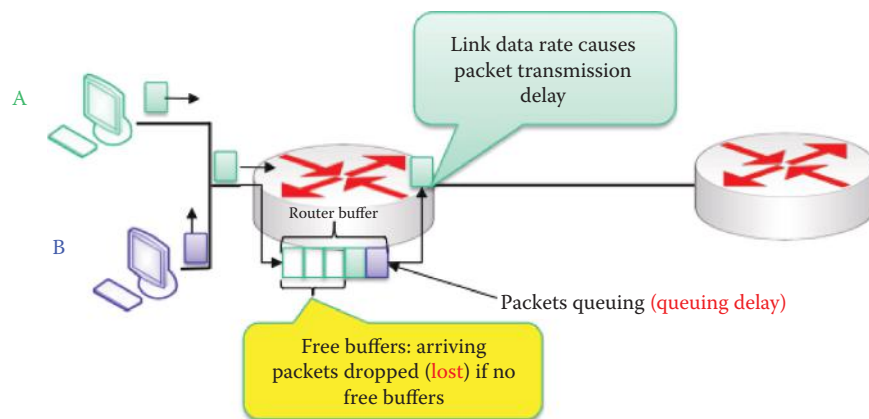 Link data rate causes
packet transmission
delay
A
Router buffer
B
Packets queuing (queuing delay)
Free buffers: arriving
packets dropped (lost) if no
free buffers